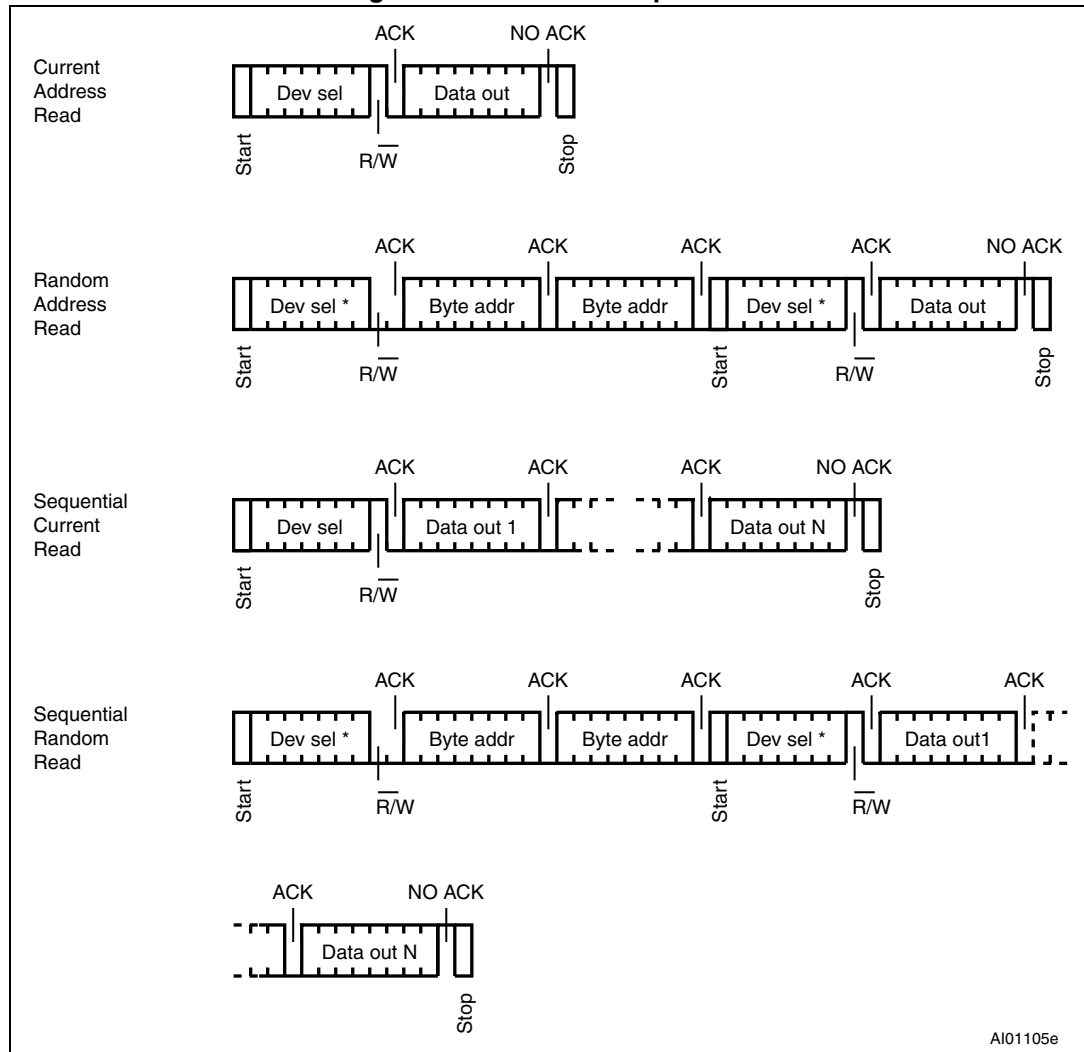 ACK NO ACK
Current
Address
Read
Dev sel Data out
Start R/W Stop
ACK ACK ACK ACK NO ACK
Random
Address
Read
Dev sel * Byte addr Byte addr Dev sel * Data out
Start R/W Start R/W Stop
ACK ACK ACK NO ACK
Sequential
Current
Read
Dev sel Data out 1 Data out N
Start R/W Stop
ACK ACK ACK ACK ACK
Sequential
Random
Read
Dev sel * Byte addr Byte addr Dev sel * Data out1
Start R/W Start R/W
ACK NO ACK
Data out N
Stop
AI01105e